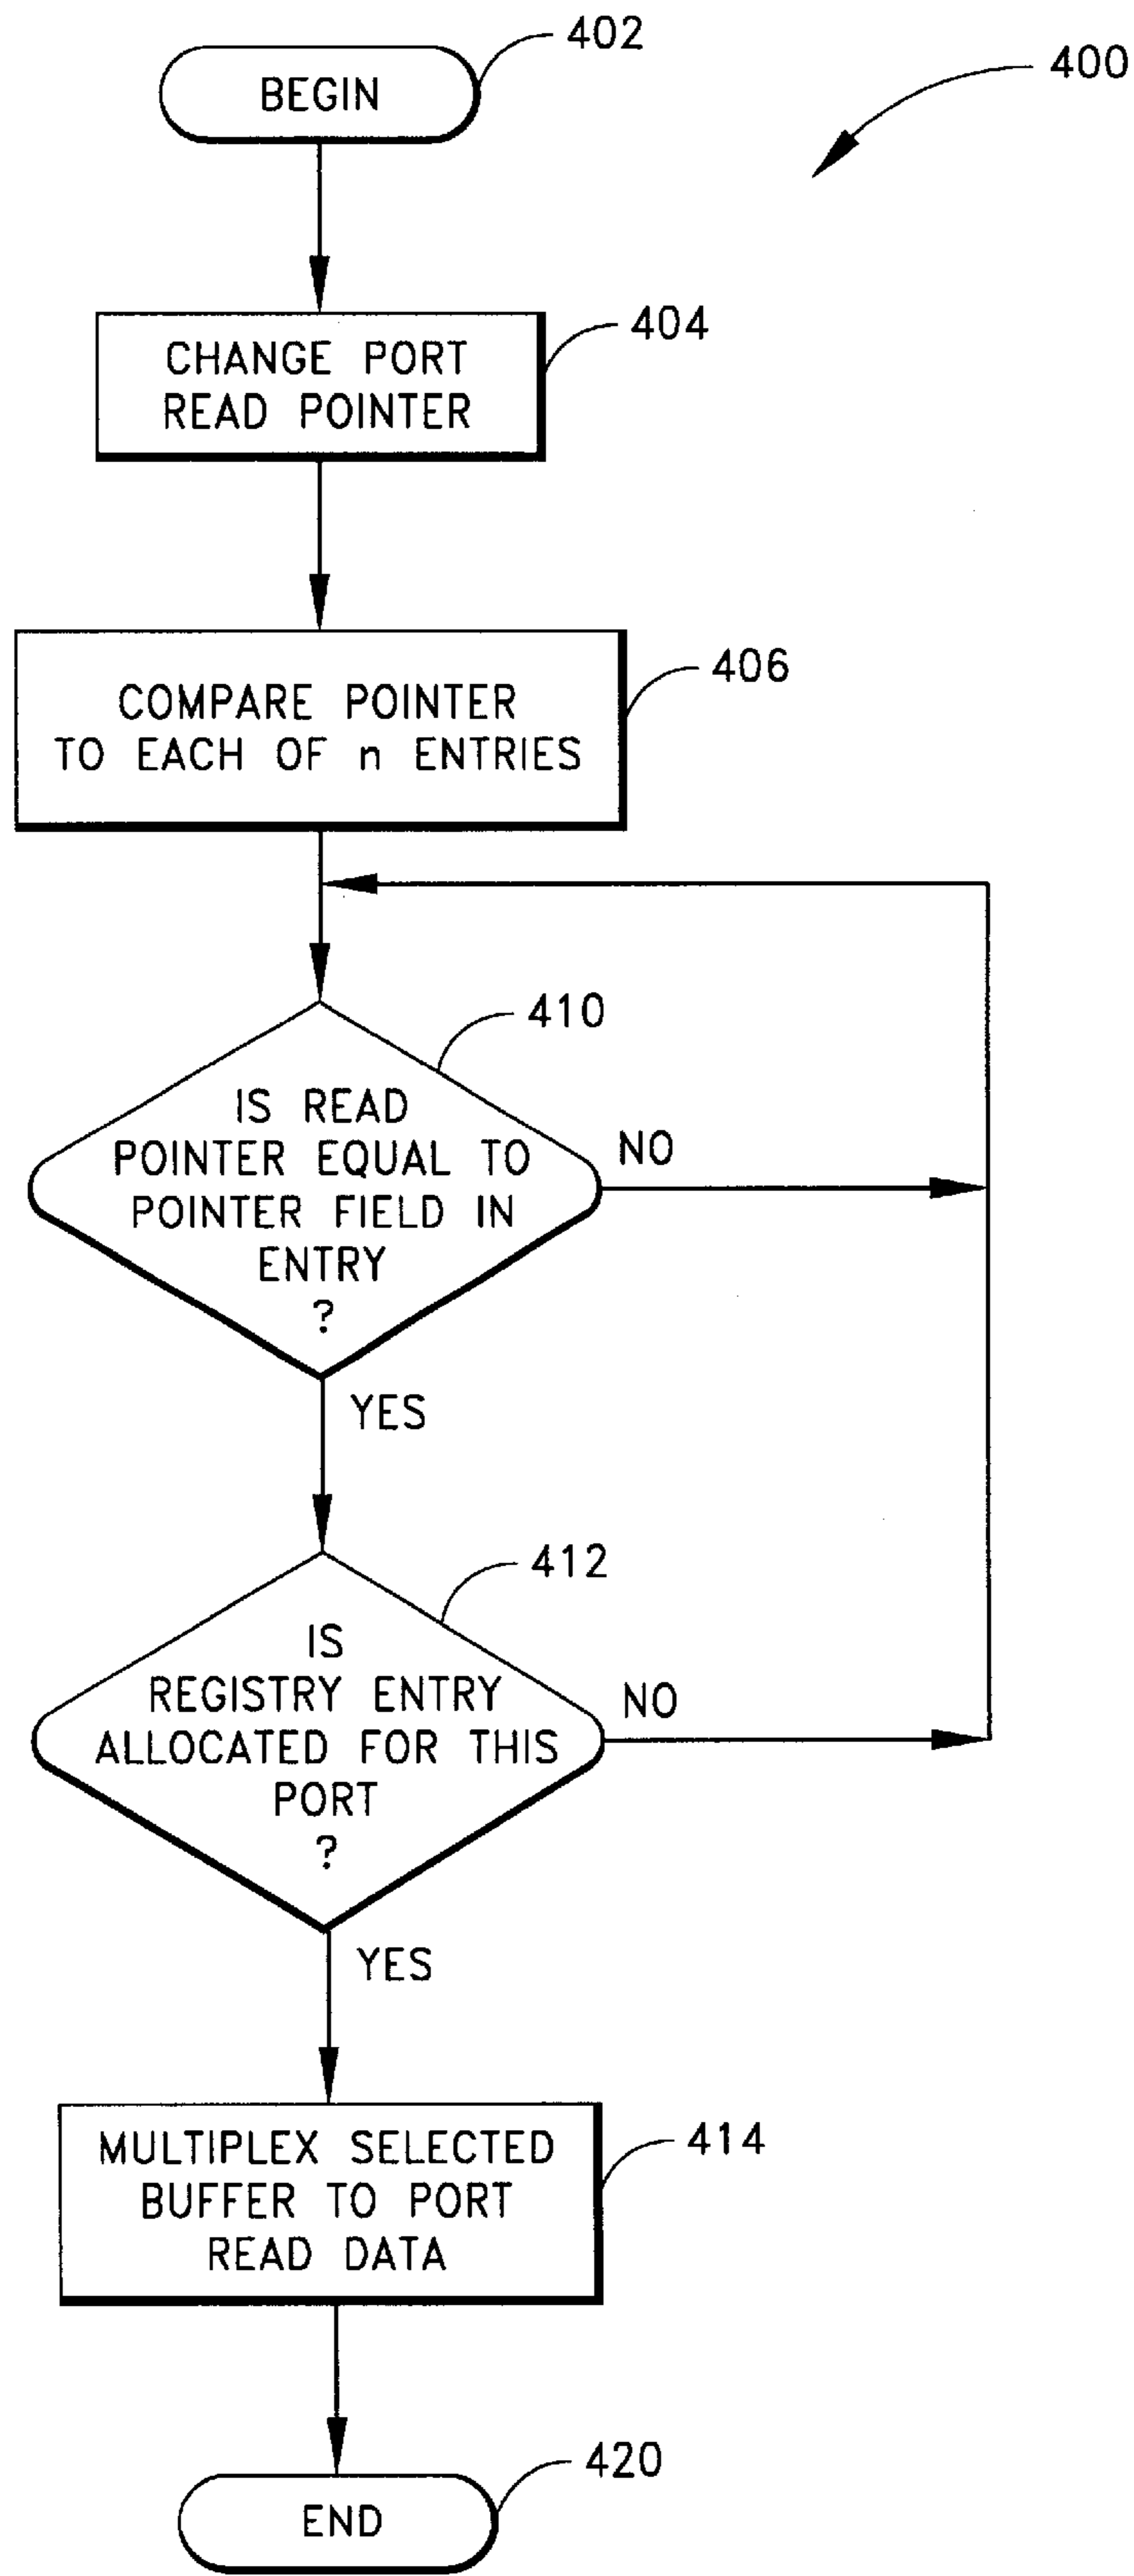 402
BEGIN
400
404
CHANGE PORT
READ POINTER
406
COMPARE POINTER
TO EACH OF n ENTRIES
410
IS READ
POINTER EQUAL TO
POINTER FIELD IN
ENTRY
?
NO
YES
412
IS
REGISTRY ENTRY
ALLOCATED FOR THIS
PORT
?
NO
YES
414
MULTIPLEX SELECTED
BUFFER TO PORT
READ DATA
420
END